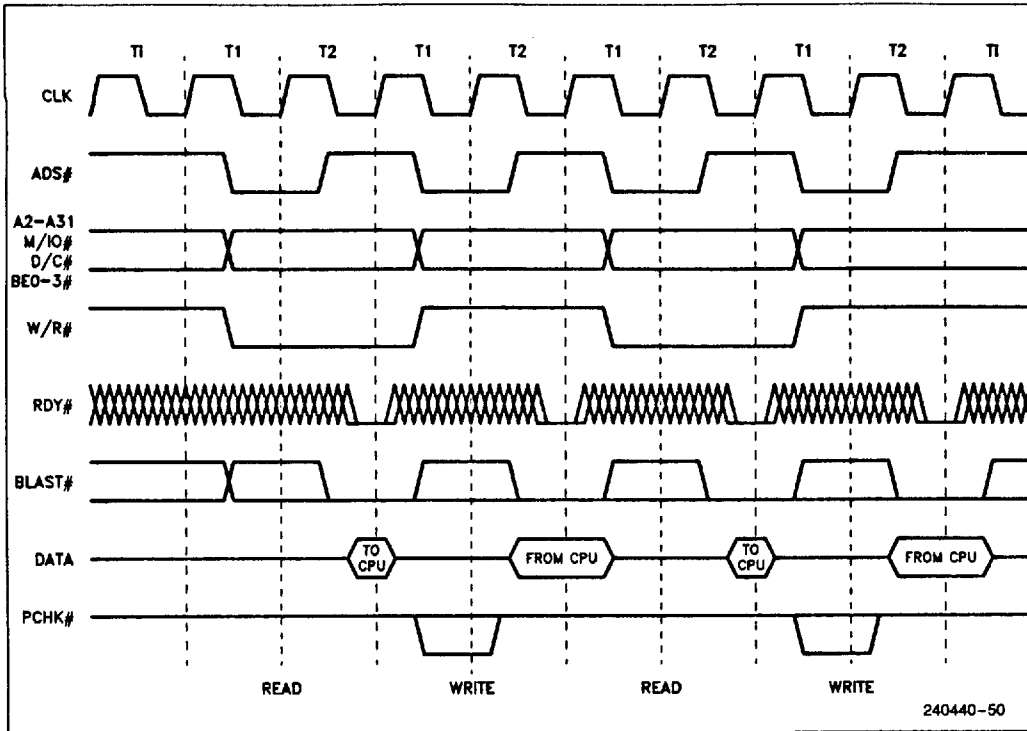 Ti T1 T2 T1 T2 T1 T2 T1 T2 Ti
CLK
ADS#
A2-A31
M/IO#
D/C#
BE0-3#
W/R#
RDY#
BLAST#
DATA
TO CPU FROM CPU TO CPU FROM CPU
PCHK#
READ WRITE READ WRITE
240440-50